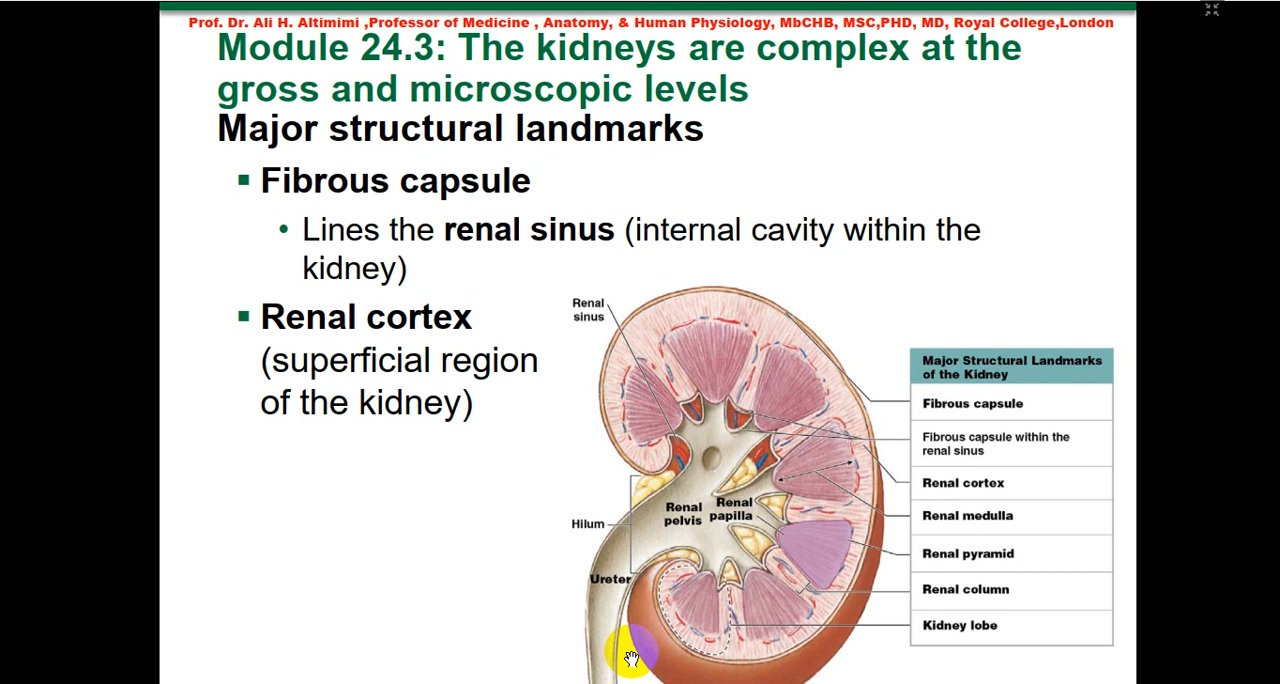 Prof. Dr. Ali H. Altimimi ,Professor of Medicine , Anatomy, & Human Physiology, MbCHB, MSC,PHD, MD, Royal College,London
Module 24.3: The kidneys are complex at the
gross and microscopic levels
Major structural landmarks
▪ Fibrous capsule
• Lines the renal sinus (internal cavity within the
kidney)
▪ Renal cortex
(superficial region
of the kidney)
Renal
sinus
Hilum
Ureter
Renal
pelvis
Renal
papilla
Major Structural Landmarks
of the Kidney
Fibrous capsule
Fibrous capsule within the
renal sinus
Renal cortex
Renal medulla
Renal pyramid
Renal column
Kidney lobe